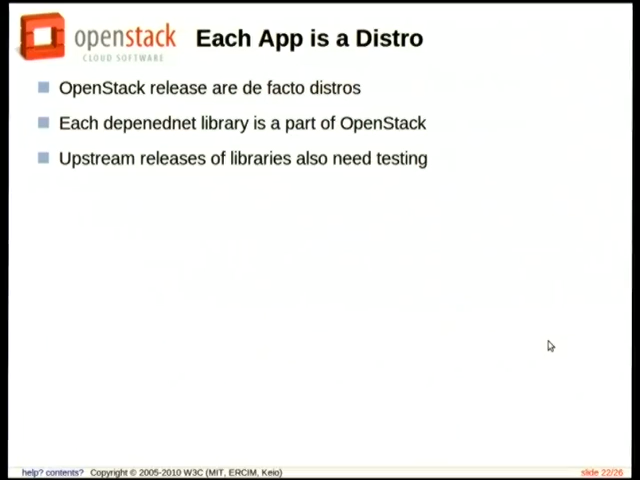 openstack
CLOUD SOFTWARE
Each App is a Distro
OpenStack release are de facto distros
Each depenednet library is a part of OpenStack
Upstream releases of libraries also need testing
help? contents? Copyright © 2005-2010 W3C (MIT, ERCIM, Keio)
slide 22/26